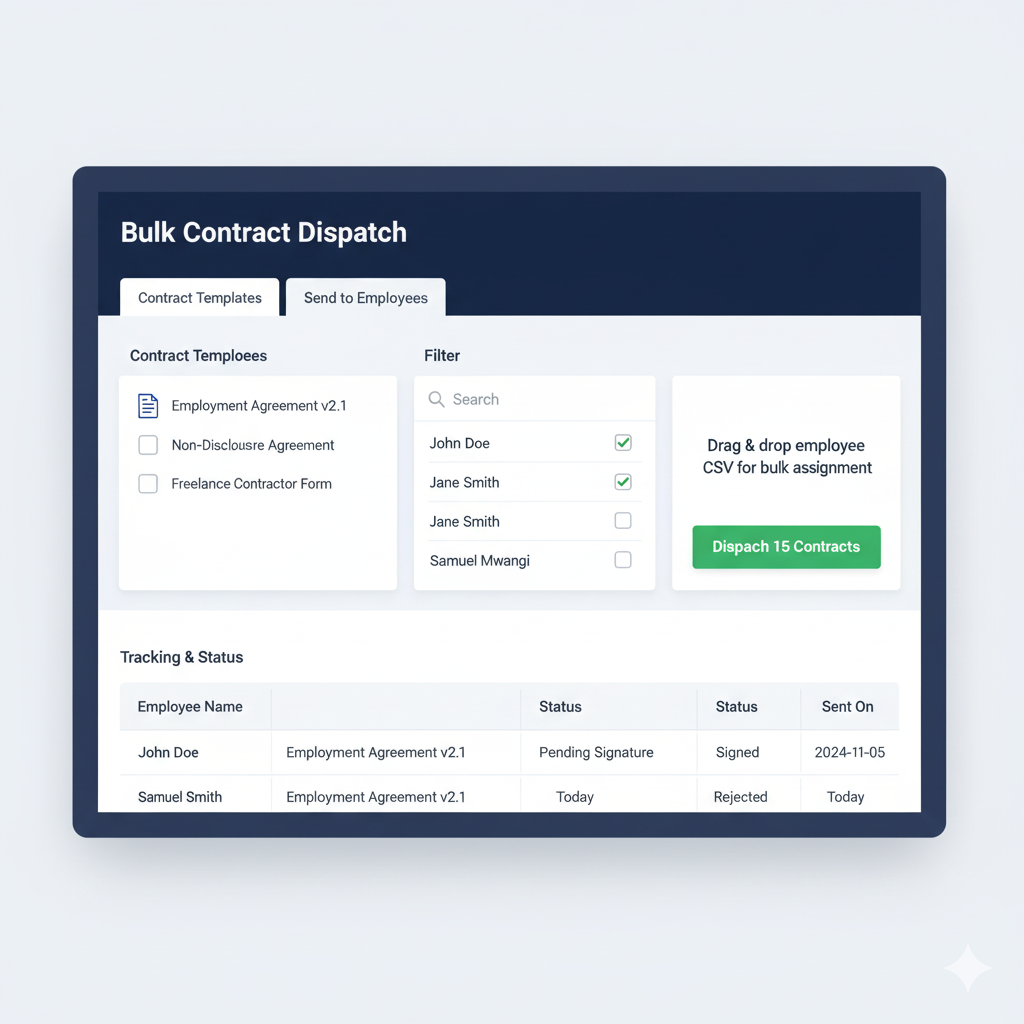 Bulk Contract Dispatch
Contract Templates
Send to Employees
Contract Temploees
Employment Agreement v2.1
Non-Disclousre Agreement
Freelance Contractor Form
Filter
Search
John Doe
Jane Smith
Jane Smith
Samuel Mwangi
Drag & drop employee
CSV for bulk assignment
Dispach 15 Contracts
Tracking & Status
Employee Name Status Status Sent On
John Doe Employment Agreement v2.1 Pending Signature Signed 2024-11-05
Samuel Smith Employment Agreement v2.1 Today Rejected Today